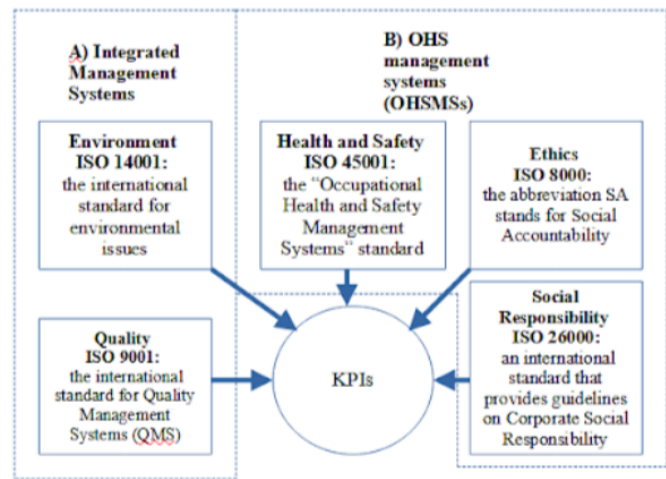 A) Integrated
Management
Systems
B) OHS
management
systems
(OHSMSs)
Environment
ISO 14001:
the international
standard for
environmental
issues
Health and Safety
ISO 45001:
the “Occupational
Health and Safety
Management
Systems“ standard
Ethics
ISO 8000:
the abbreviation SA
stands for Social
Accountability
Quality
ISO 9001:
the international
standard for Quality
Management
Systems (QMS)
KPIs
Social
Responsibility
ISO 26000:
an international
standard that
provides guidelines
on Corporate Social
Responsibility